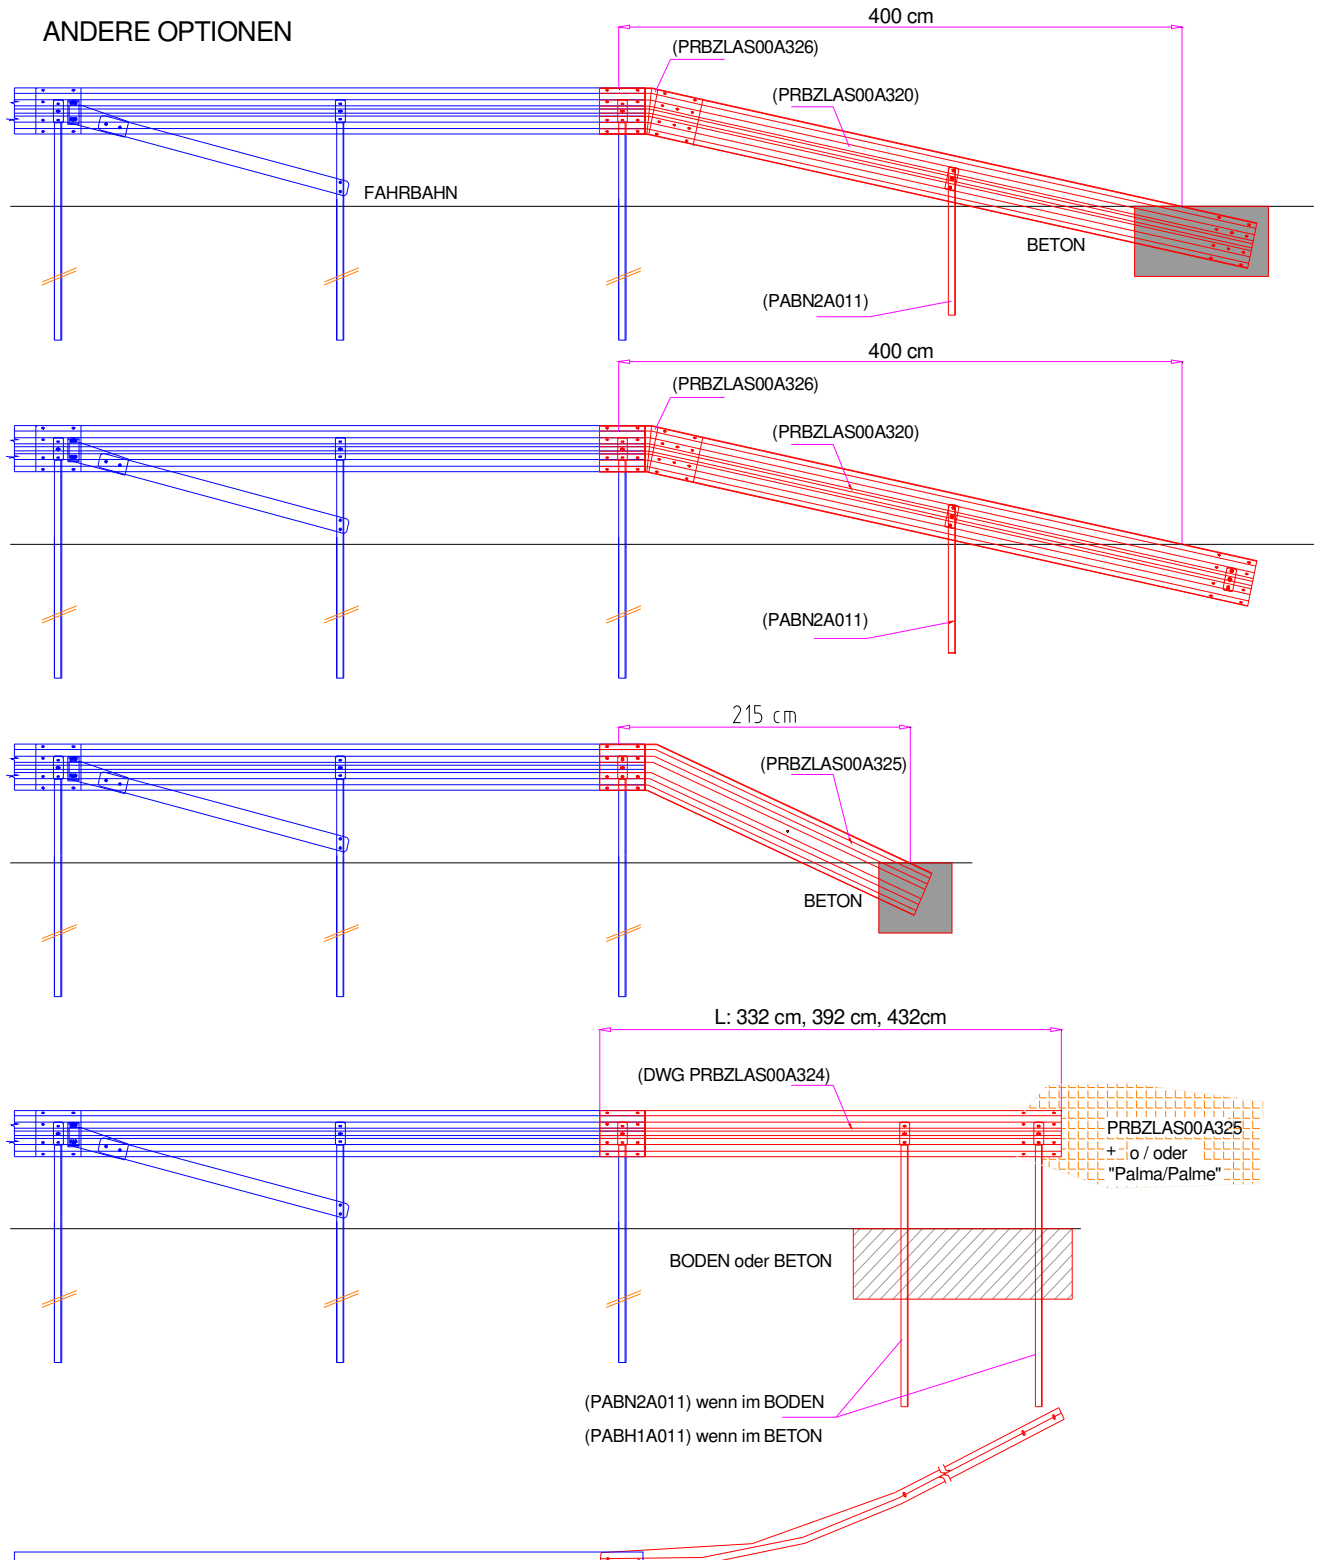 ANDERE OPTIONEN
400 cm
(PRBZLAS00A326)
(PRBZLAS00A320)
FAHRBAHN
BETON
(PABN2A011)
400 cm
(PRBZLAS00A326)
(PRBZLAS00A320)
(PABN2A011)
215 cm
(PRBZLAS00A325)
BETON
L: 332 cm, 392 cm, 432cm
(DWG PRBZLAS00A324)
PRBZLAS00A325
+ o / oder
"Palma/Palme"
BODEN oder BETON
(PABN2A011) wenn im BODEN
(PABH1A011) wenn im BETON